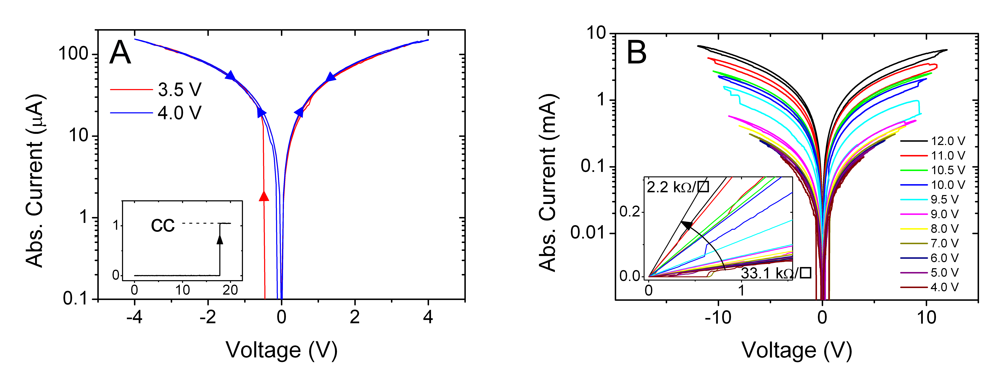 A
Abs. Current (μA)
100
10
1
0.1
3.5 V
4.0 V
CC
1
0
0 10 20
-4 -2 0 2 4
Voltage (V)
B
Abs. Current (mA)
10
1
0.1
0.01
12.0 V
11.0 V
10.5 V
10.0 V
9.5 V
9.0 V
8.0 V
7.0 V
6.0 V
5.0 V
4.0 V
2.2 kΩ/□
0.2
0.0
33.1 kΩ/□
0 1
-10 0 10
Voltage (V)